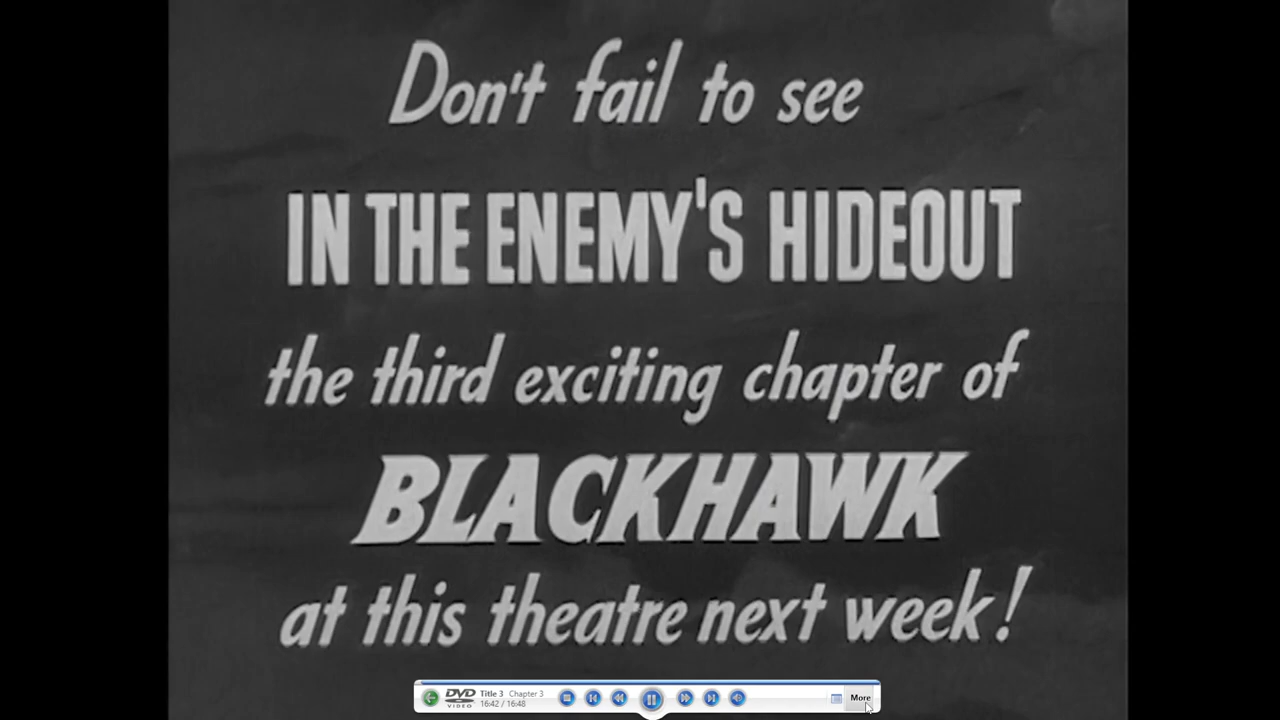 Don't fail to see
IN THE ENEMY'S HIDEOUT
the third exciting chapter of
BLACKHAWK
at this theatre next week!
DVD VIDEO Title 3 Chapter 3
16:42 / 16:48
More